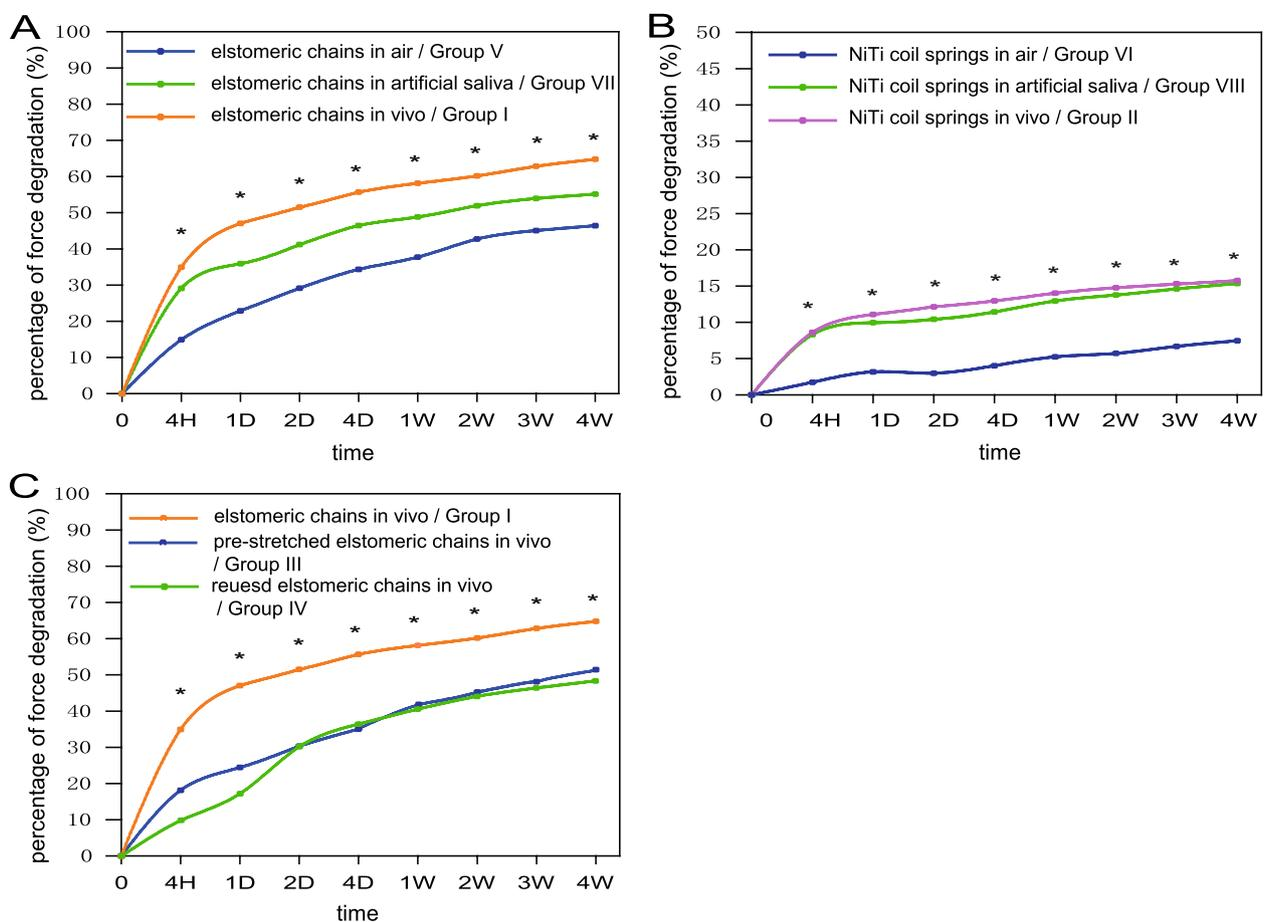 A
percentage of force degradation (%)
100
90
80
70
60
50
40
30
20
10
0
elstomeric chains in air / Group V
elstomeric chains in artificial saliva / Group VII
elstomeric chains in vivo / Group I
* * * * * * * *
0 4H 1D 2D 4D 1W 2W 3W 4W
time
B
percentage of force degradation (%)
50
45
40
35
30
25
20
15
10
5
0
NiTi coil springs in air / Group VI
NiTi coil springs in artificial saliva / Group VIII
NiTi coil springs in vivo / Group II
* * * * * * * *
0 4H 1D 2D 4D 1W 2W 3W 4W
time
C
percentage of force degradation (%)
100
90
80
70
60
50
40
30
20
10
0
elstomeric chains in vivo / Group I
pre-stretched elstomeric chains in vivo
/ Group III
reuesd elstomeric chains in vivo
/ Group IV
* * * * * * * *
0 4H 1D 2D 4D 1W 2W 3W 4W
time